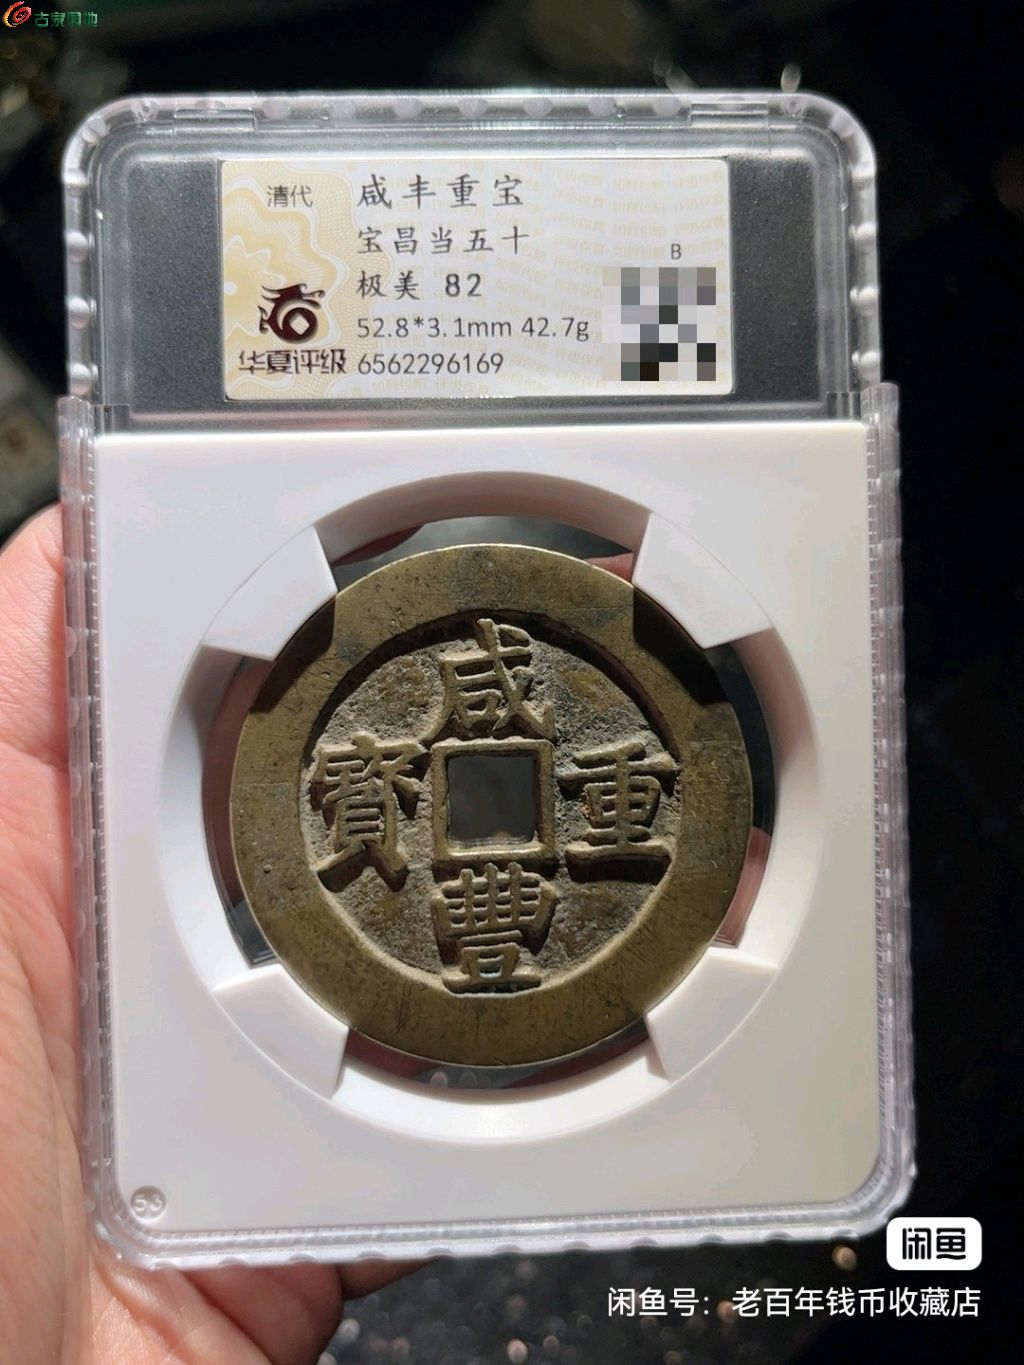 古泉园地
清代
咸丰重宝
宝昌当五十
极美 82
52.8*3.1mm 42.7g
6562296169
B
华夏评级
咸
寶 重
豐
53
闲鱼
闲鱼号：老百年钱币收藏店